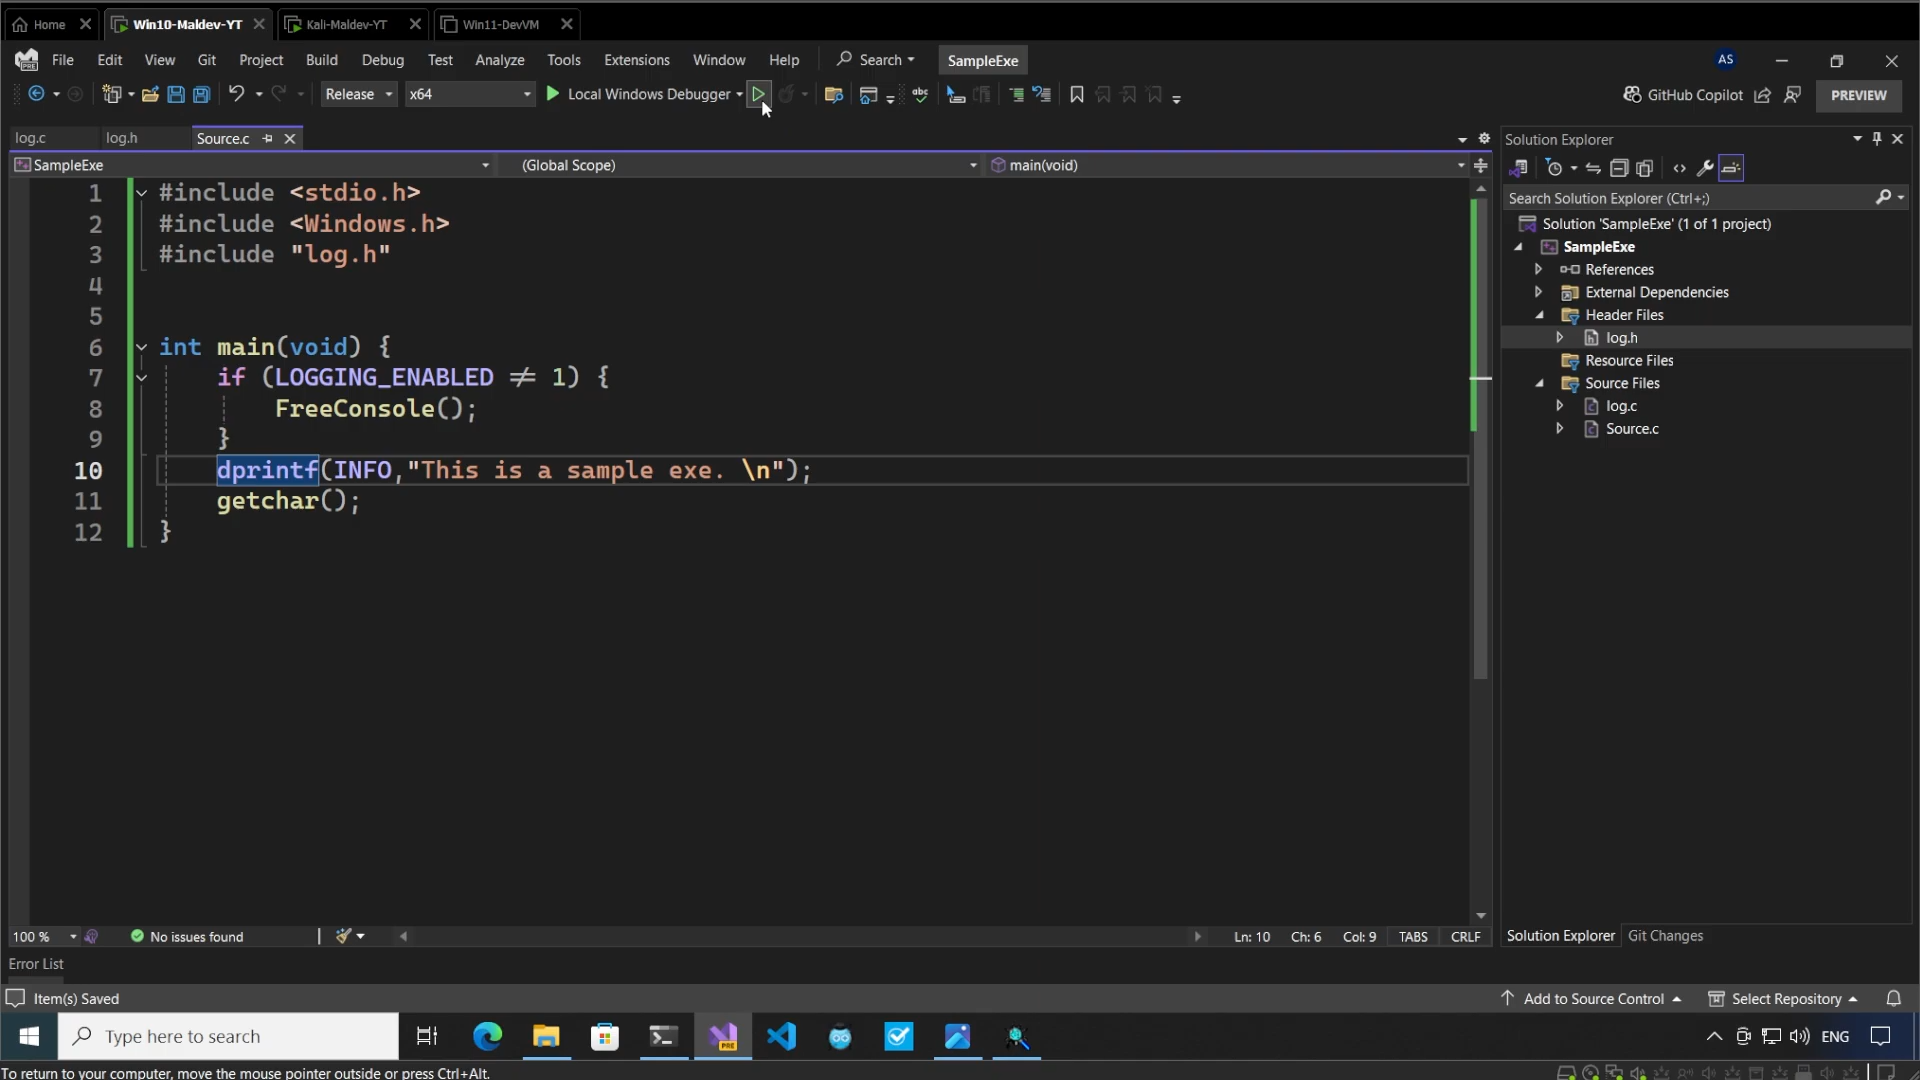 Home
Win10-Maldev-YT
Kali-Maldev-YT
Win11-DevVM
File Edit View Git Project Build Debug Test Analyze Tools Extensions Window Help Search SampleExe AS
Release x64 Local Windows Debugger abc GitHub Copilot PREVIEW
log.c log.h Source.c
SampleExe (Global Scope) main(void)
1 #include <stdio.h>
2 #include <Windows.h>
3 #include "log.h"
4
5
6 int main(void) {
7 if (LOGGING_ENABLED ≠ 1) {
8 FreeConsole();
9 }
10 dprintf(INFO,"This is a sample exe. \n");
11 getchar();
12 }
Solution Explorer
Search Solution Explorer (Ctrl+;)
Solution 'SampleExe' (1 of 1 project)
SampleExe
References
External Dependencies
Header Files
log.h
Resource Files
Source Files
log.c
Source.c
100 % No issues found Ln: 10 Ch: 6 Col: 9 TABS CRLF
Solution Explorer Git Changes
Error List
Item(s) Saved Add to Source Control Select Repository
Type here to search PRE ENG
To return to your computer, move the mouse pointer outside or press Ctrl+Alt.